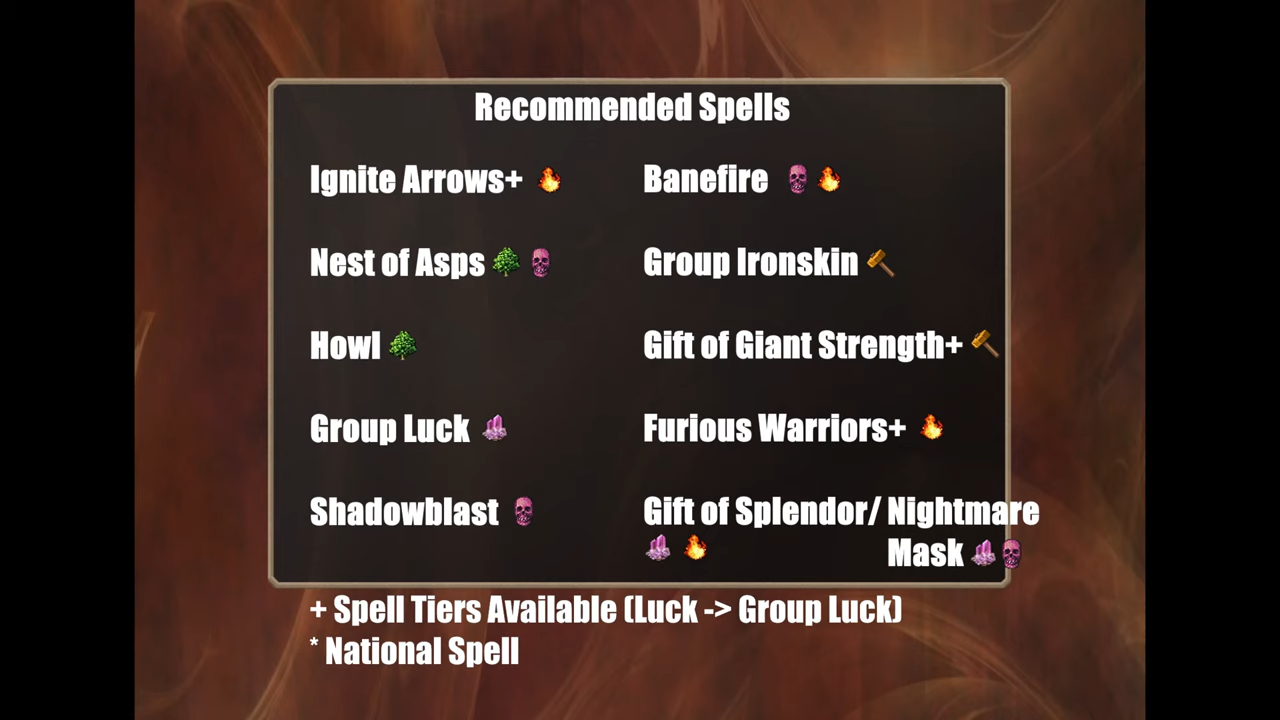 Recommended Spells
Ignite Arrows+
Banefire
Nest of Asps
Group Ironskin
Howl
Gift of Giant Strength+
Group Luck
Furious Warriors+
Shadowblast
Gift of Splendor/ Nightmare
Mask
+ Spell Tiers Available (Luck -> Group Luck)
* National Spell